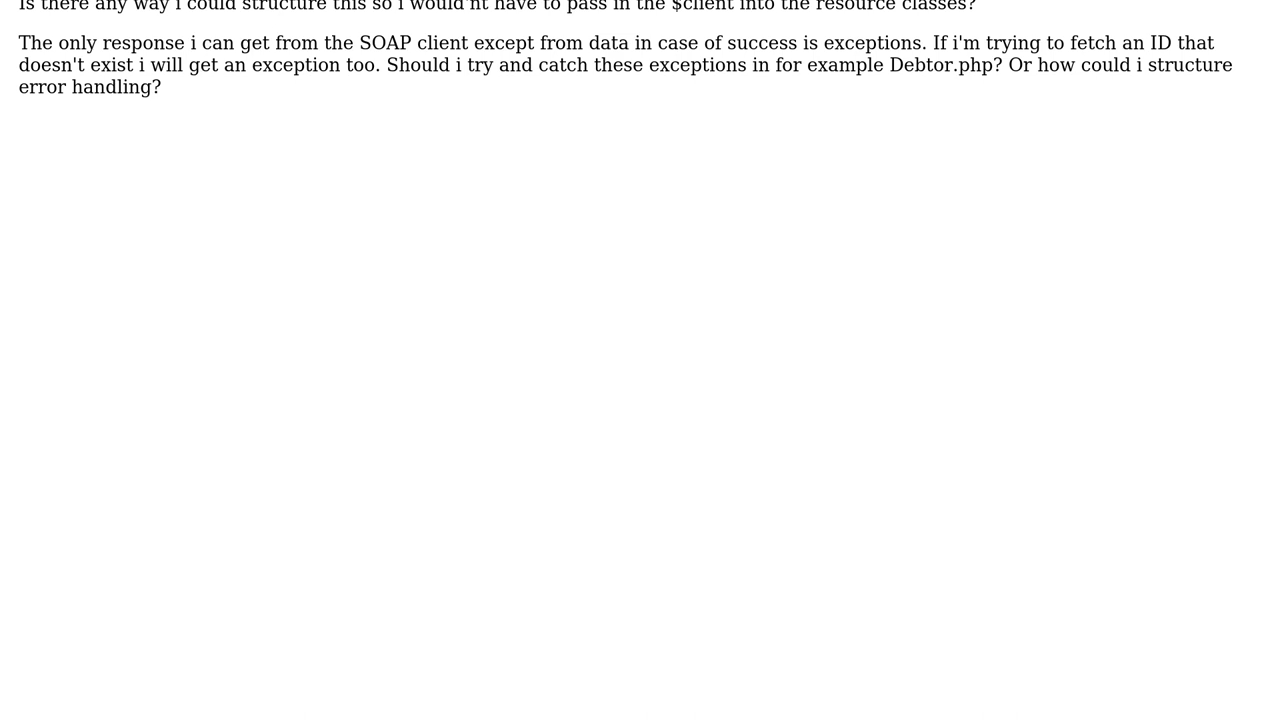 Is there any way i could structure this so i would'nt have to pass in the $client into the resource classes?
The only response i can get from the SOAP client except from data in case of success is exceptions. If i'm trying to fetch an ID that
doesn't exist i will get an exception too. Should i try and catch these exceptions in for example Debtor.php? Or how could i structure
error handling?